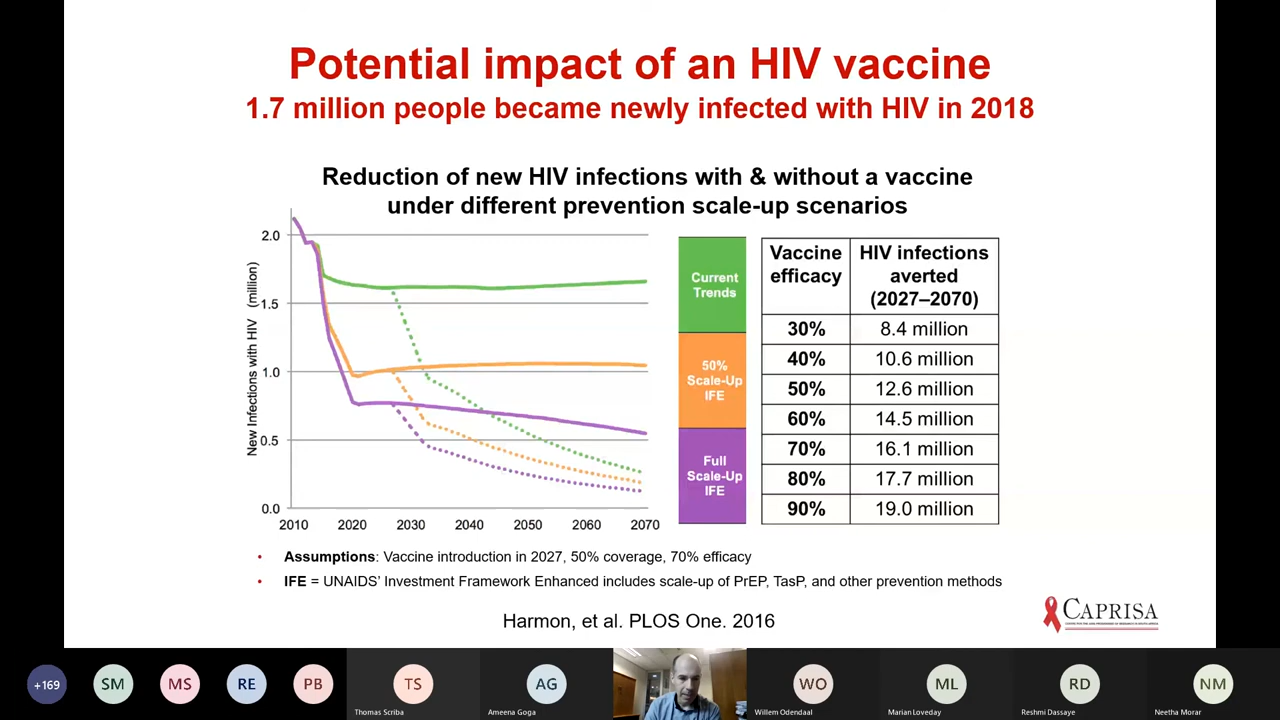 Potential impact of an HIV vaccine
1.7 million people became newly infected with HIV in 2018
Reduction of new HIV infections with & without a vaccine
under different prevention scale-up scenarios
New Infections with HIV (million)
2.0
1.5
1.0
0.5
0.0
2010 2020 2030 2040 2050 2060 2070
Current
Trends
50%
Scale-Up
IFE
Full
Scale-Up
IFE
Vaccine efficacy HIV infections averted (2027–2070)
30% 8.4 million
40% 10.6 million
50% 12.6 million
60% 14.5 million
70% 16.1 million
80% 17.7 million
90% 19.0 million
• Assumptions: Vaccine introduction in 2027, 50% coverage, 70% efficacy
• IFE = UNAIDS’ Investment Framework Enhanced includes scale-up of PrEP, TasP, and other prevention methods
Harmon, et al. PLOS One. 2016
CAPRISA
+169 SM MS RE PB TS AG WO ML RD NM
Thomas Scriba Ameena Goga Willem Odendaal Marian Loveday Reshmi Dassaye Neetha Morar